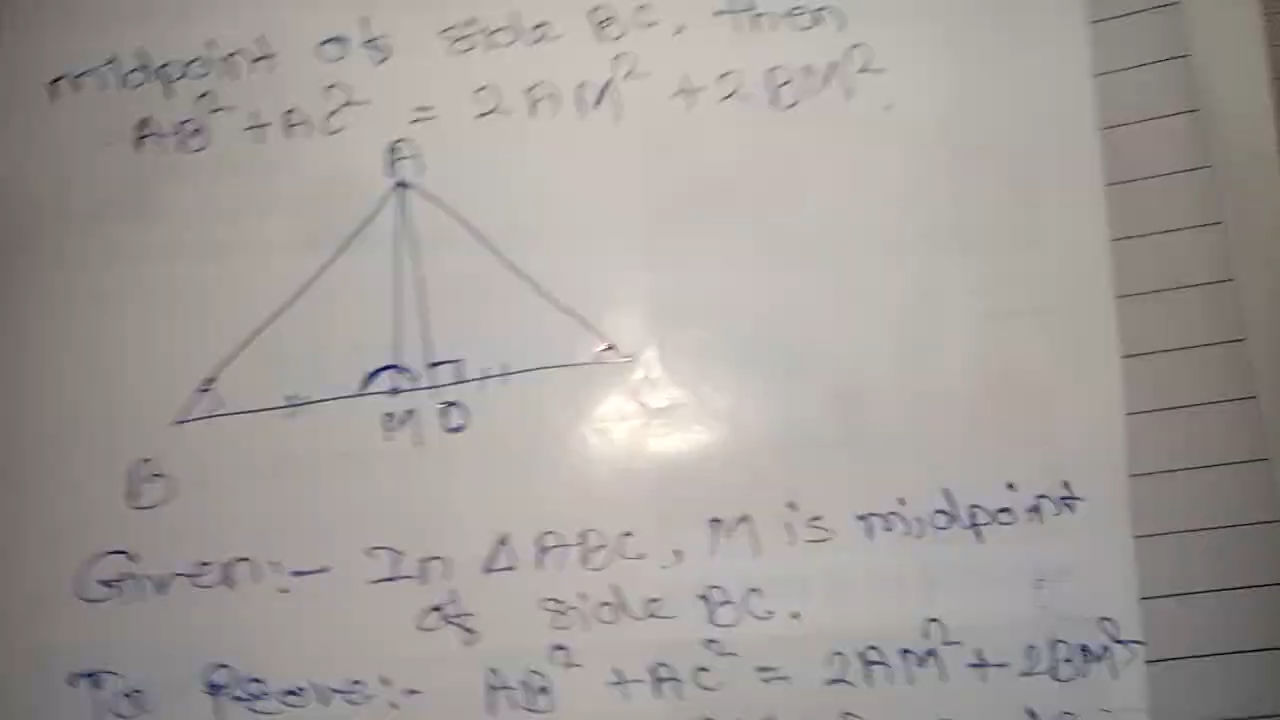 midpoint of side BC, then
AB² + AC² = 2AM² + 2BM².
A
M D
B
Given:- In △ABC, M is midpoint
of side BC.
To Prove:- AB² + AC² = 2AM² + 2BM²